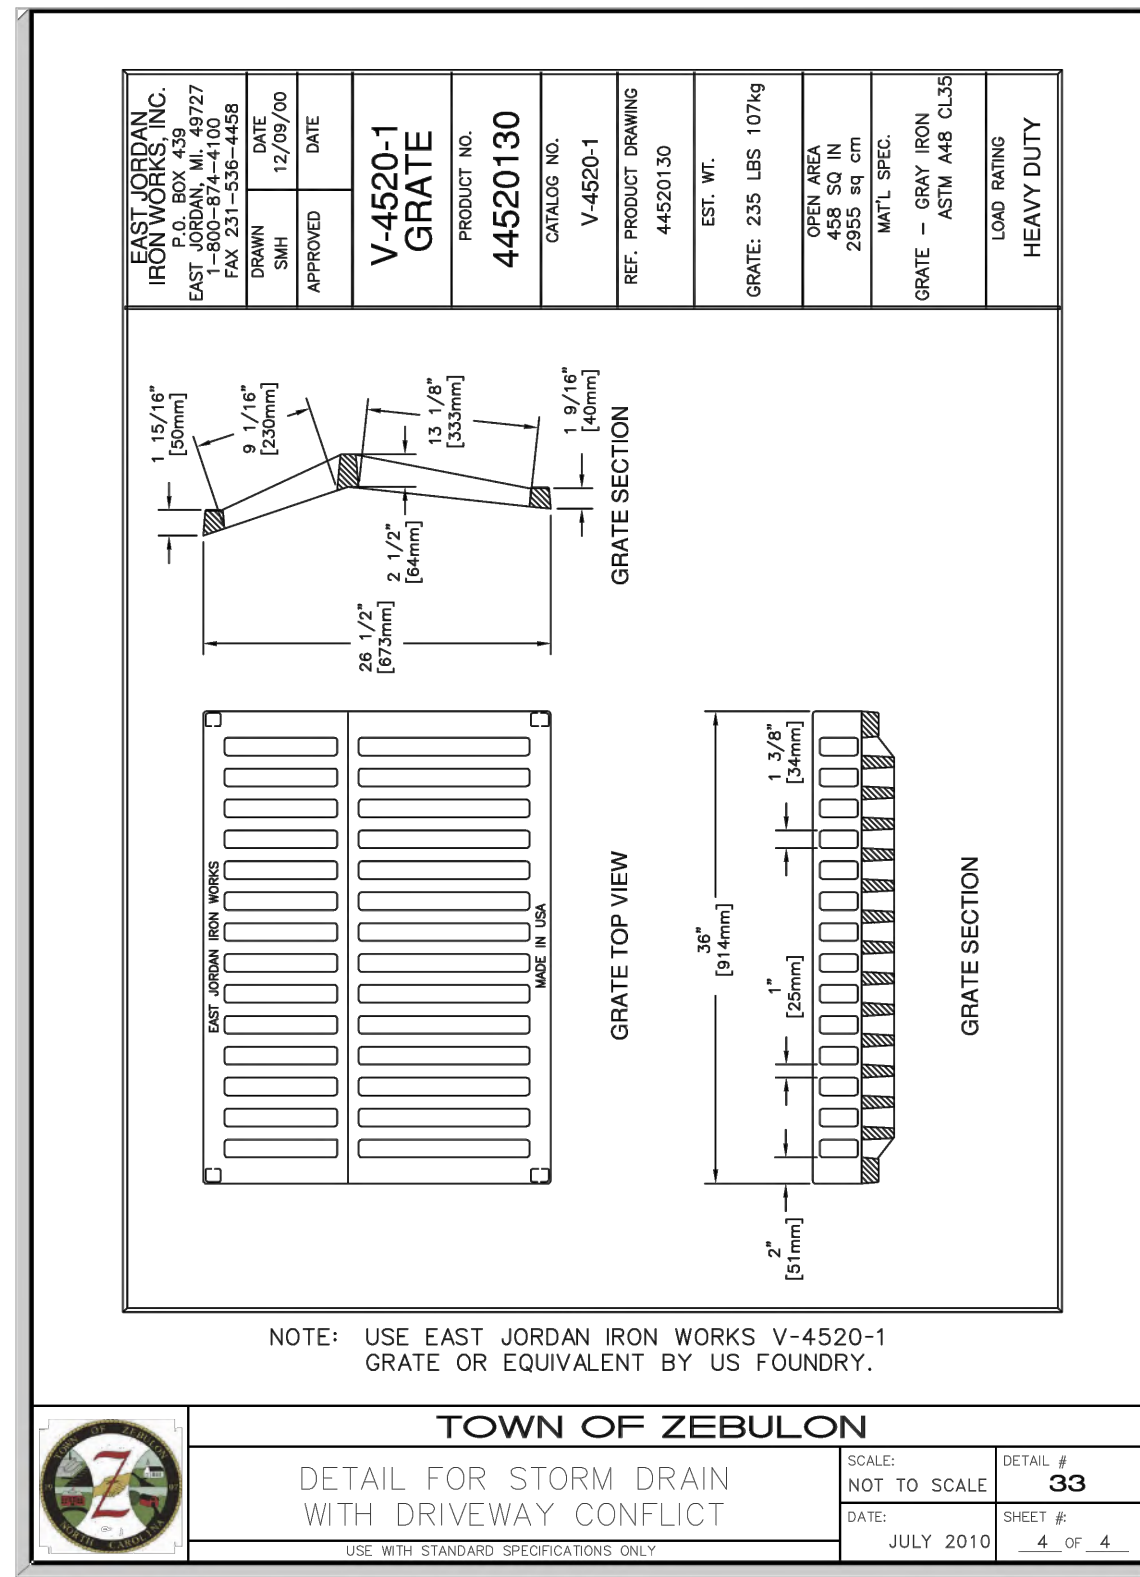 EAST JORDAN
IRON WORKS, INC.
P.O. BOX 439
EAST JORDAN, MI. 49727
1-800-874-4100
FAX 231-536-4458
DRAWN
SMH
DATE
12/09/00
APPROVED
DATE
V-4520-1
GRATE
PRODUCT NO.
44520130
CATALOG NO.
V-4520-1
REF. PRODUCT DRAWING
44520130
EST. WT.
GRATE: 235 LBS 107kg
OPEN AREA
458 SQ IN
2955 sq cm
MAT'L SPEC.
GRATE - GRAY IRON
ASTM A48 CL35
LOAD RATING
HEAVY DUTY
1 15/16"
[50mm]
9 1/16"
[230mm]
13 1/8"
[333mm]
1 9/16"
[40mm]
2 1/2"
[64mm]
26 1/2"
[673mm]
GRATE SECTION
EAST JORDAN IRON WORKS
MADE IN USA
GRATE TOP VIEW
36"
[914mm]
1 3/8"
[34mm]
1"
[25mm]
2"
[51mm]
GRATE SECTION
NOTE: USE EAST JORDAN IRON WORKS V-4520-1
GRATE OR EQUIVALENT BY US FOUNDRY.
TOWN OF ZEBULON
NORTH CAROLINA
19 07
Z
TOWN OF ZEBULON
DETAIL FOR STORM DRAIN
WITH DRIVEWAY CONFLICT
USE WITH STANDARD SPECIFICATIONS ONLY
SCALE:
NOT TO SCALE
DETAIL #
33
DATE:
JULY 2010
SHEET #:
4 OF 4